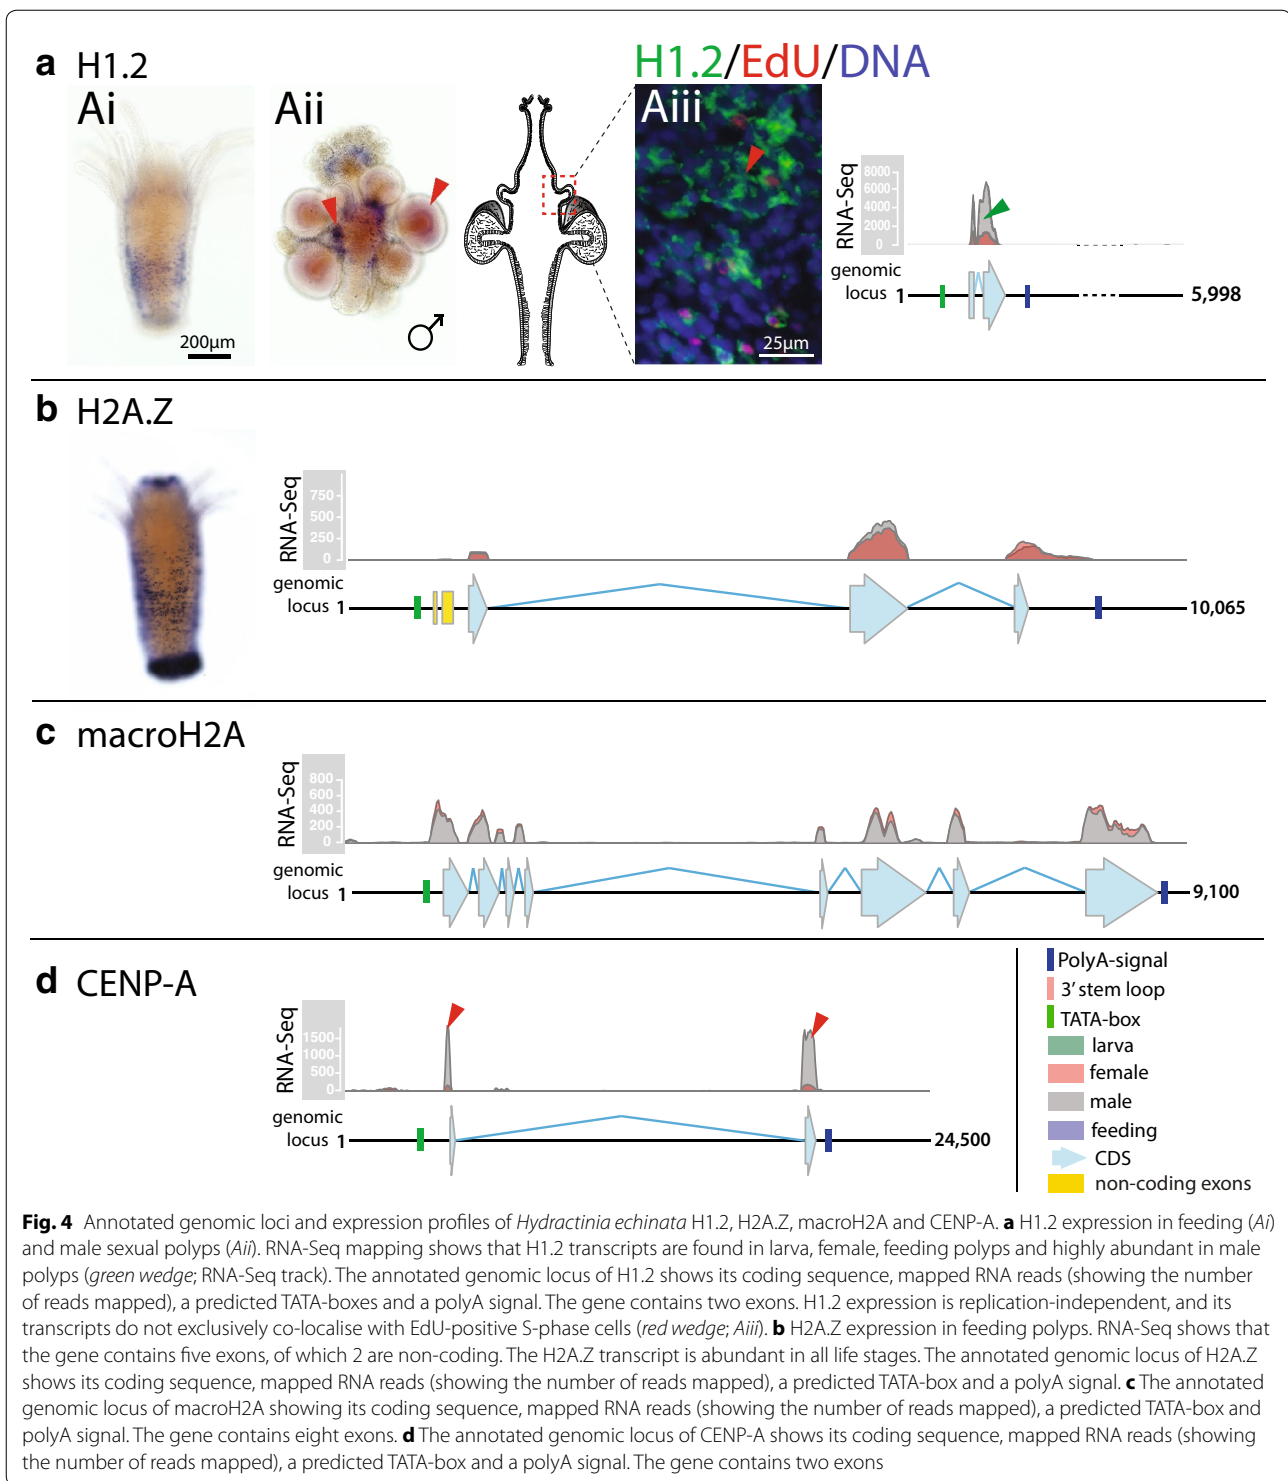 a H1.2
H1.2/EdU/DNA
Ai
Aii
Aiii
200µm
25µm
RNA-Seq
8000
6000
4000
2000
0
genomic
locus 1
5,998
b H2A.Z
RNA-Seq
750
500
250
0
genomic
locus 1
10,065
c macroH2A
RNA-Seq
800
600
400
200
0
genomic
locus 1
9,100
d CENP-A
RNA-Seq
1500
1000
500
0
genomic
locus 1
24,500
PolyA-signal
3' stem loop
TATA-box
larva
female
male
feeding
CDS
non-coding exons
Fig. 4 Annotated genomic loci and expression profiles of Hydractinia echinata H1.2, H2A.Z, macroH2A and CENP-A. a H1.2 expression in feeding (Ai)
and male sexual polyps (Aii). RNA-Seq mapping shows that H1.2 transcripts are found in larva, female, feeding polyps and highly abundant in male
polyps (green wedge; RNA-Seq track). The annotated genomic locus of H1.2 shows its coding sequence, mapped RNA reads (showing the number
of reads mapped), a predicted TATA-boxes and a polyA signal. The gene contains two exons. H1.2 expression is replication-independent, and its
transcripts do not exclusively co-localise with EdU-positive S-phase cells (red wedge; Aiii). b H2A.Z expression in feeding polyps. RNA-Seq shows that
the gene contains five exons, of which 2 are non-coding. The H2A.Z transcript is abundant in all life stages. The annotated genomic locus of H2A.Z
shows its coding sequence, mapped RNA reads (showing the number of reads mapped), a predicted TATA-box and a polyA signal. c The annotated
genomic locus of macroH2A showing its coding sequence, mapped RNA reads (showing the number of reads mapped), a predicted TATA-box and
polyA signal. The gene contains eight exons. d The annotated genomic locus of CENP-A shows its coding sequence, mapped RNA reads (showing
the number of reads mapped), a predicted TATA-box and a polyA signal. The gene contains two exons